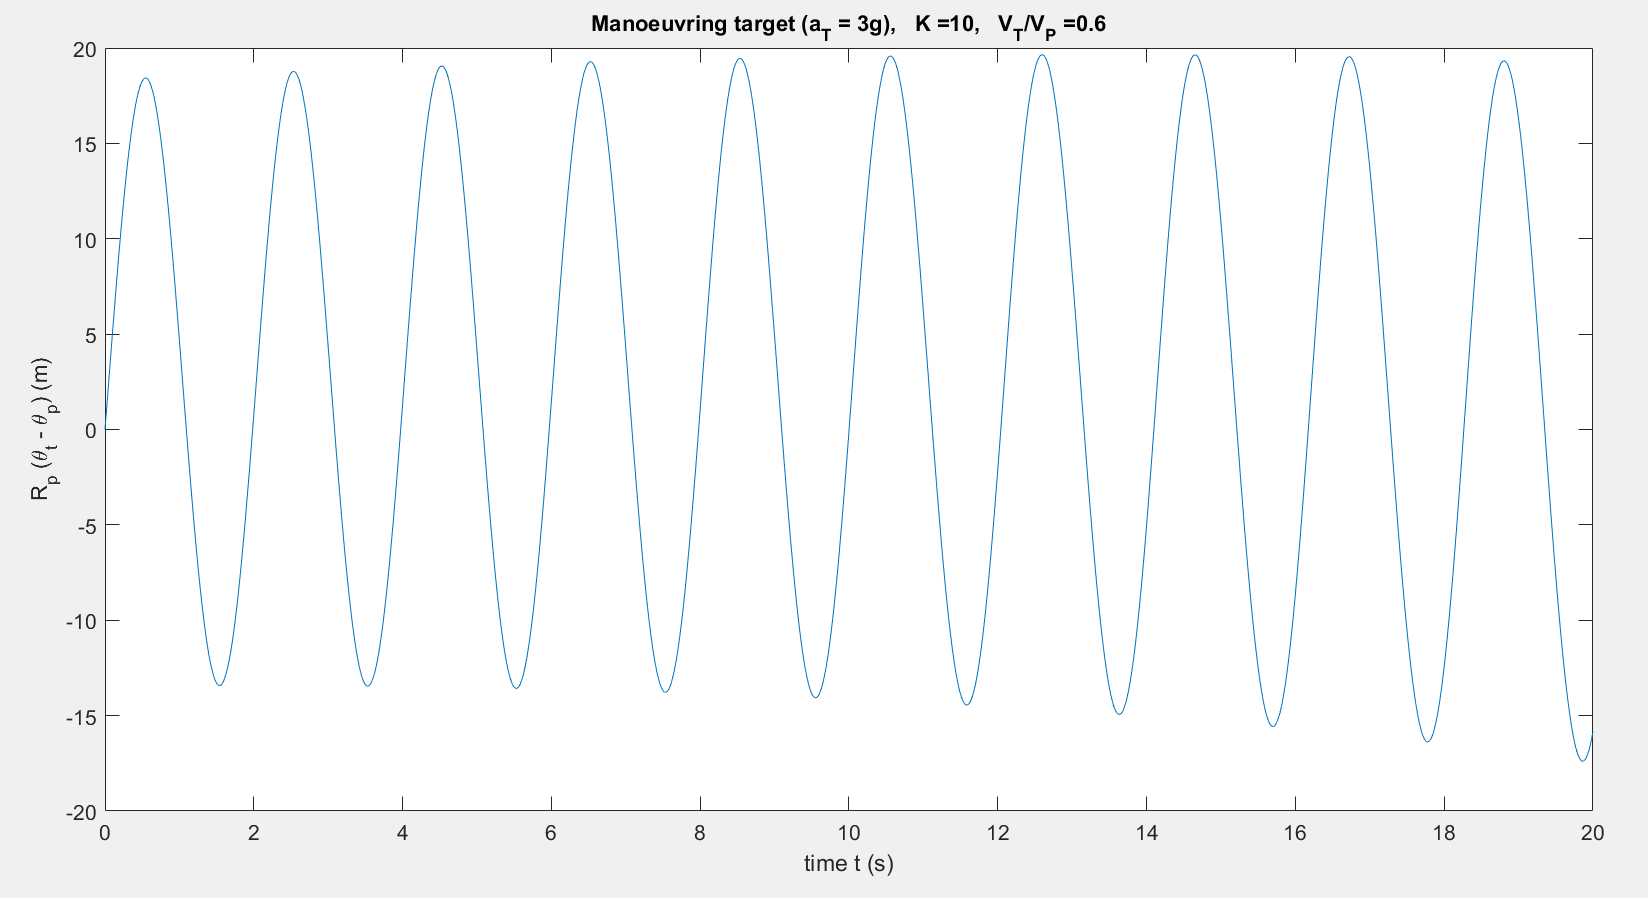 Manoeuvring target (aT = 3g), K =10, VT/VP =0.6
20
15
10
5
0
-5
-10
-15
-20
Rp (θt - θp) (m)
0 2 4 6 8 10 12 14 16 18 20
time t (s)